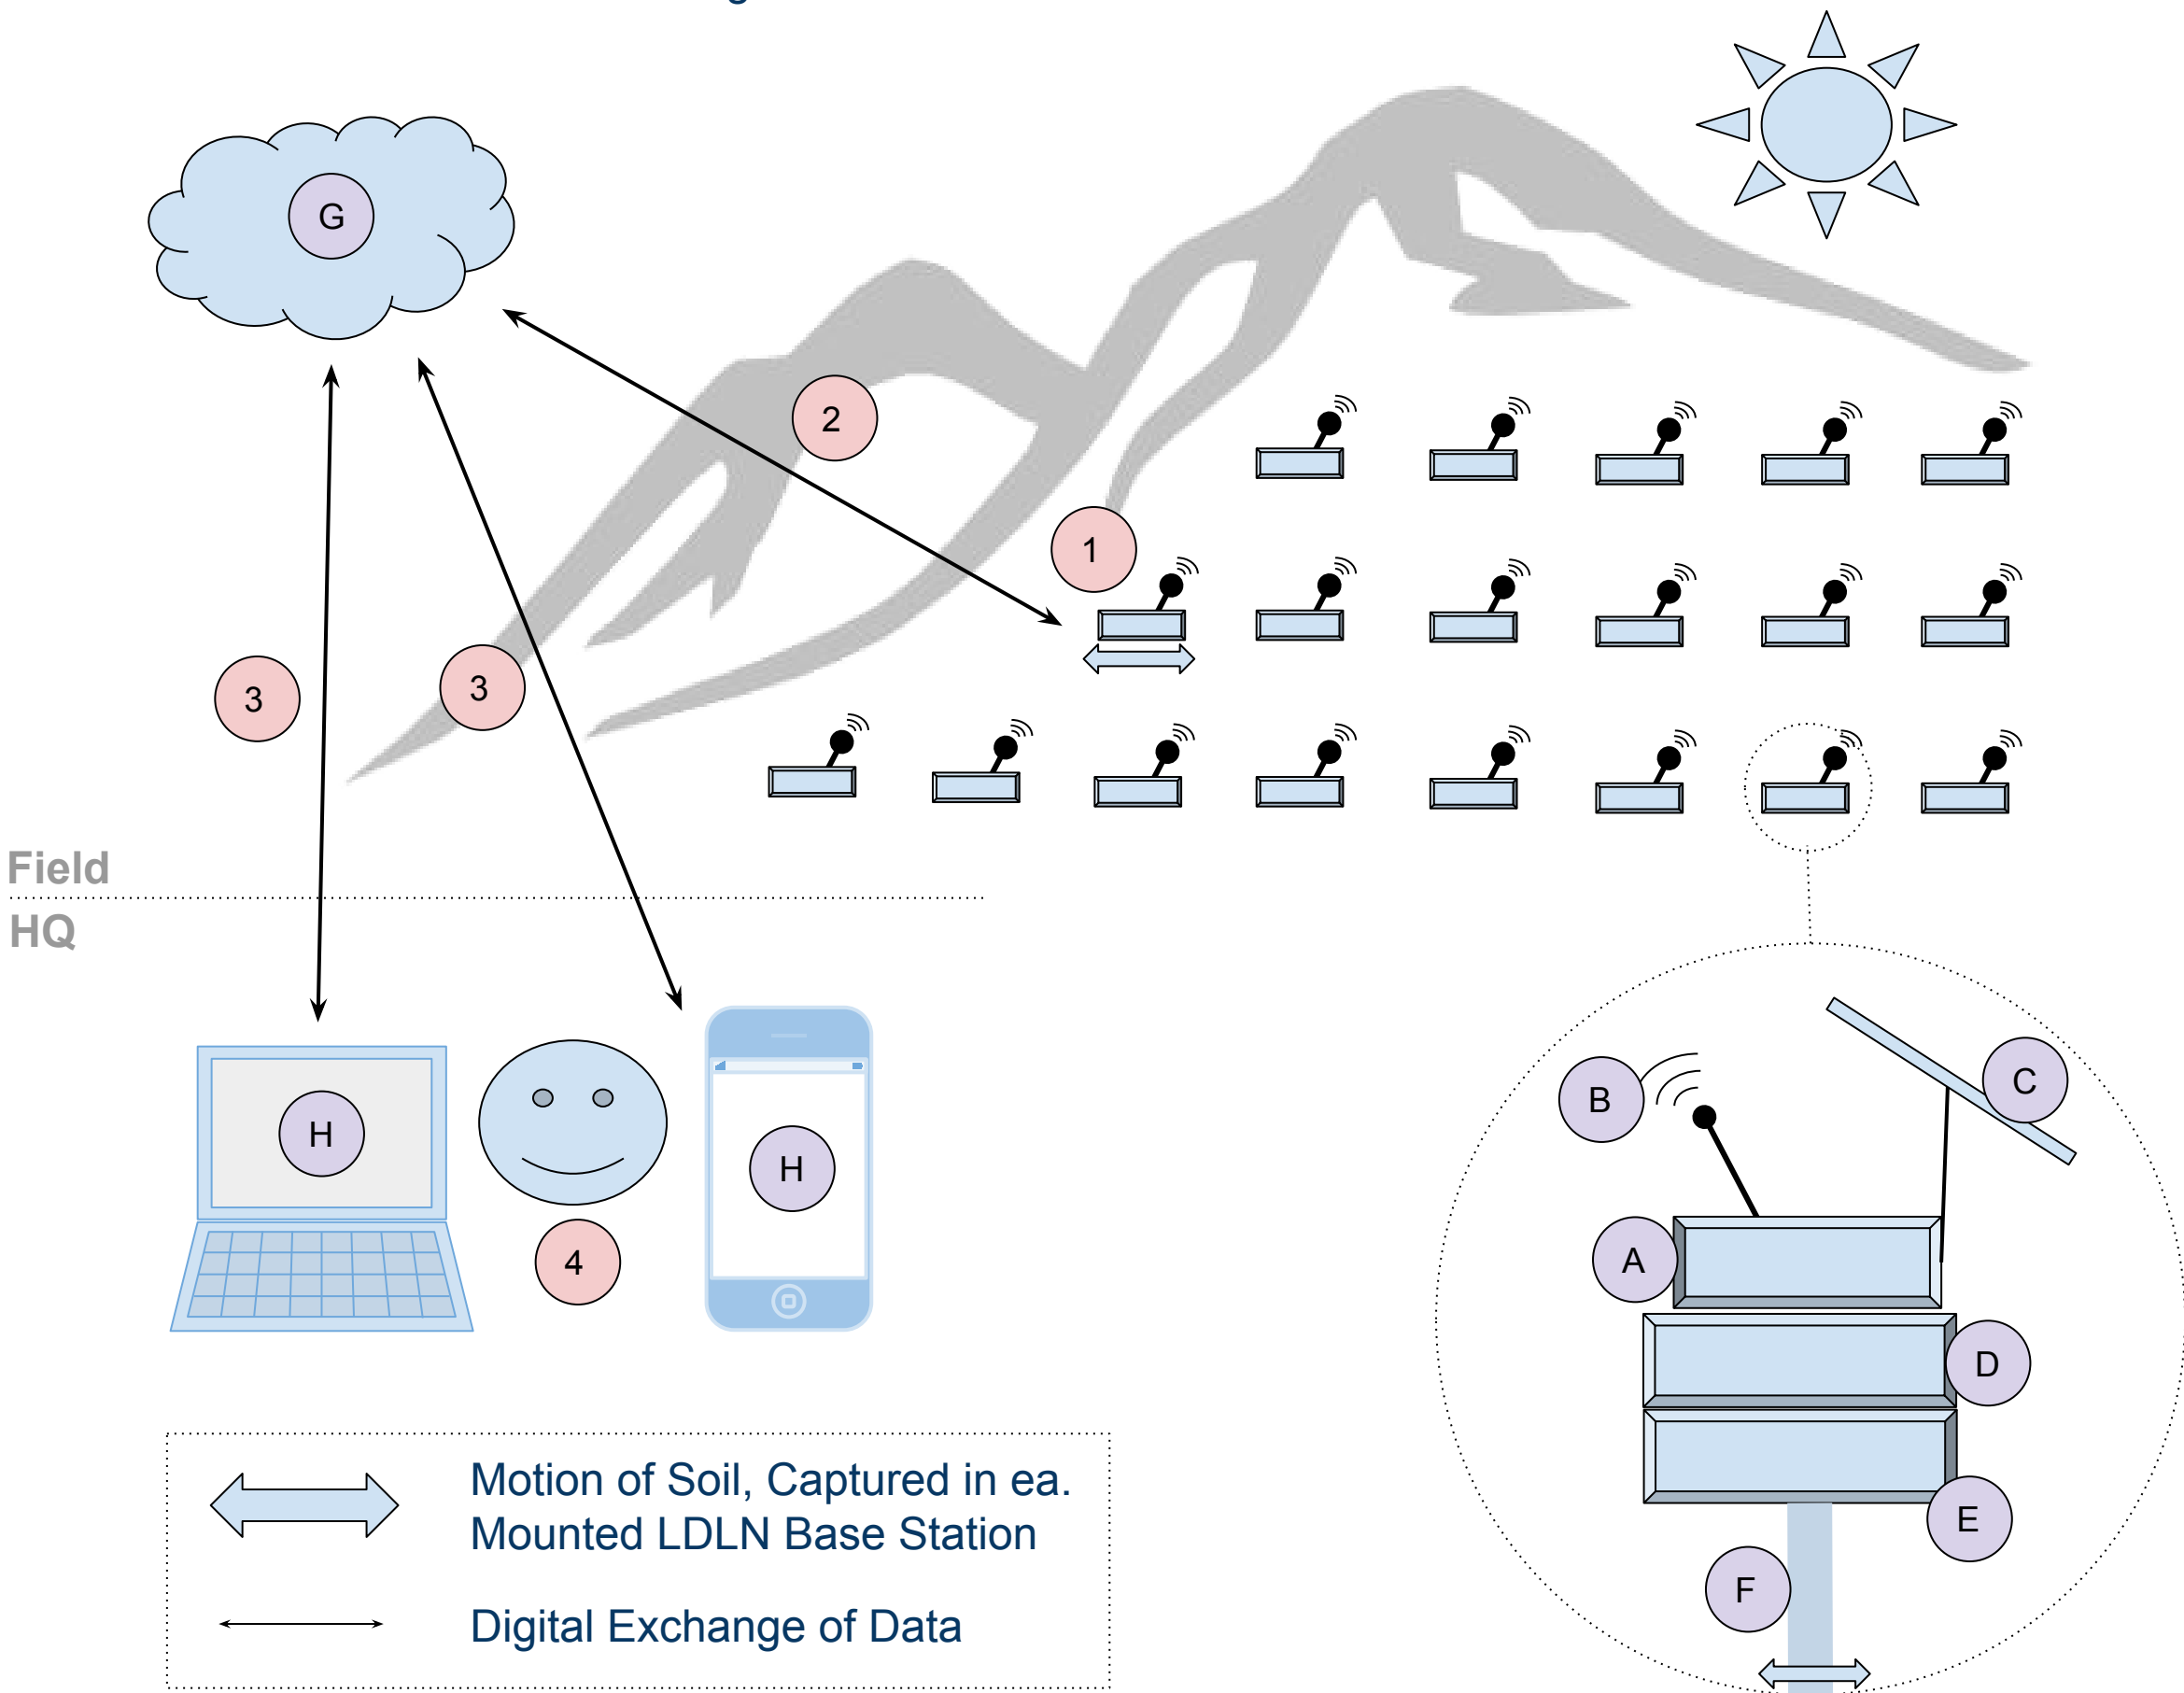 G
2
1
3
3
Field
HQ
B
C
H
H
A
4
D
E
F
Motion of Soil, Captured in ea.
Mounted LDLN Base Station
Digital Exchange of Data